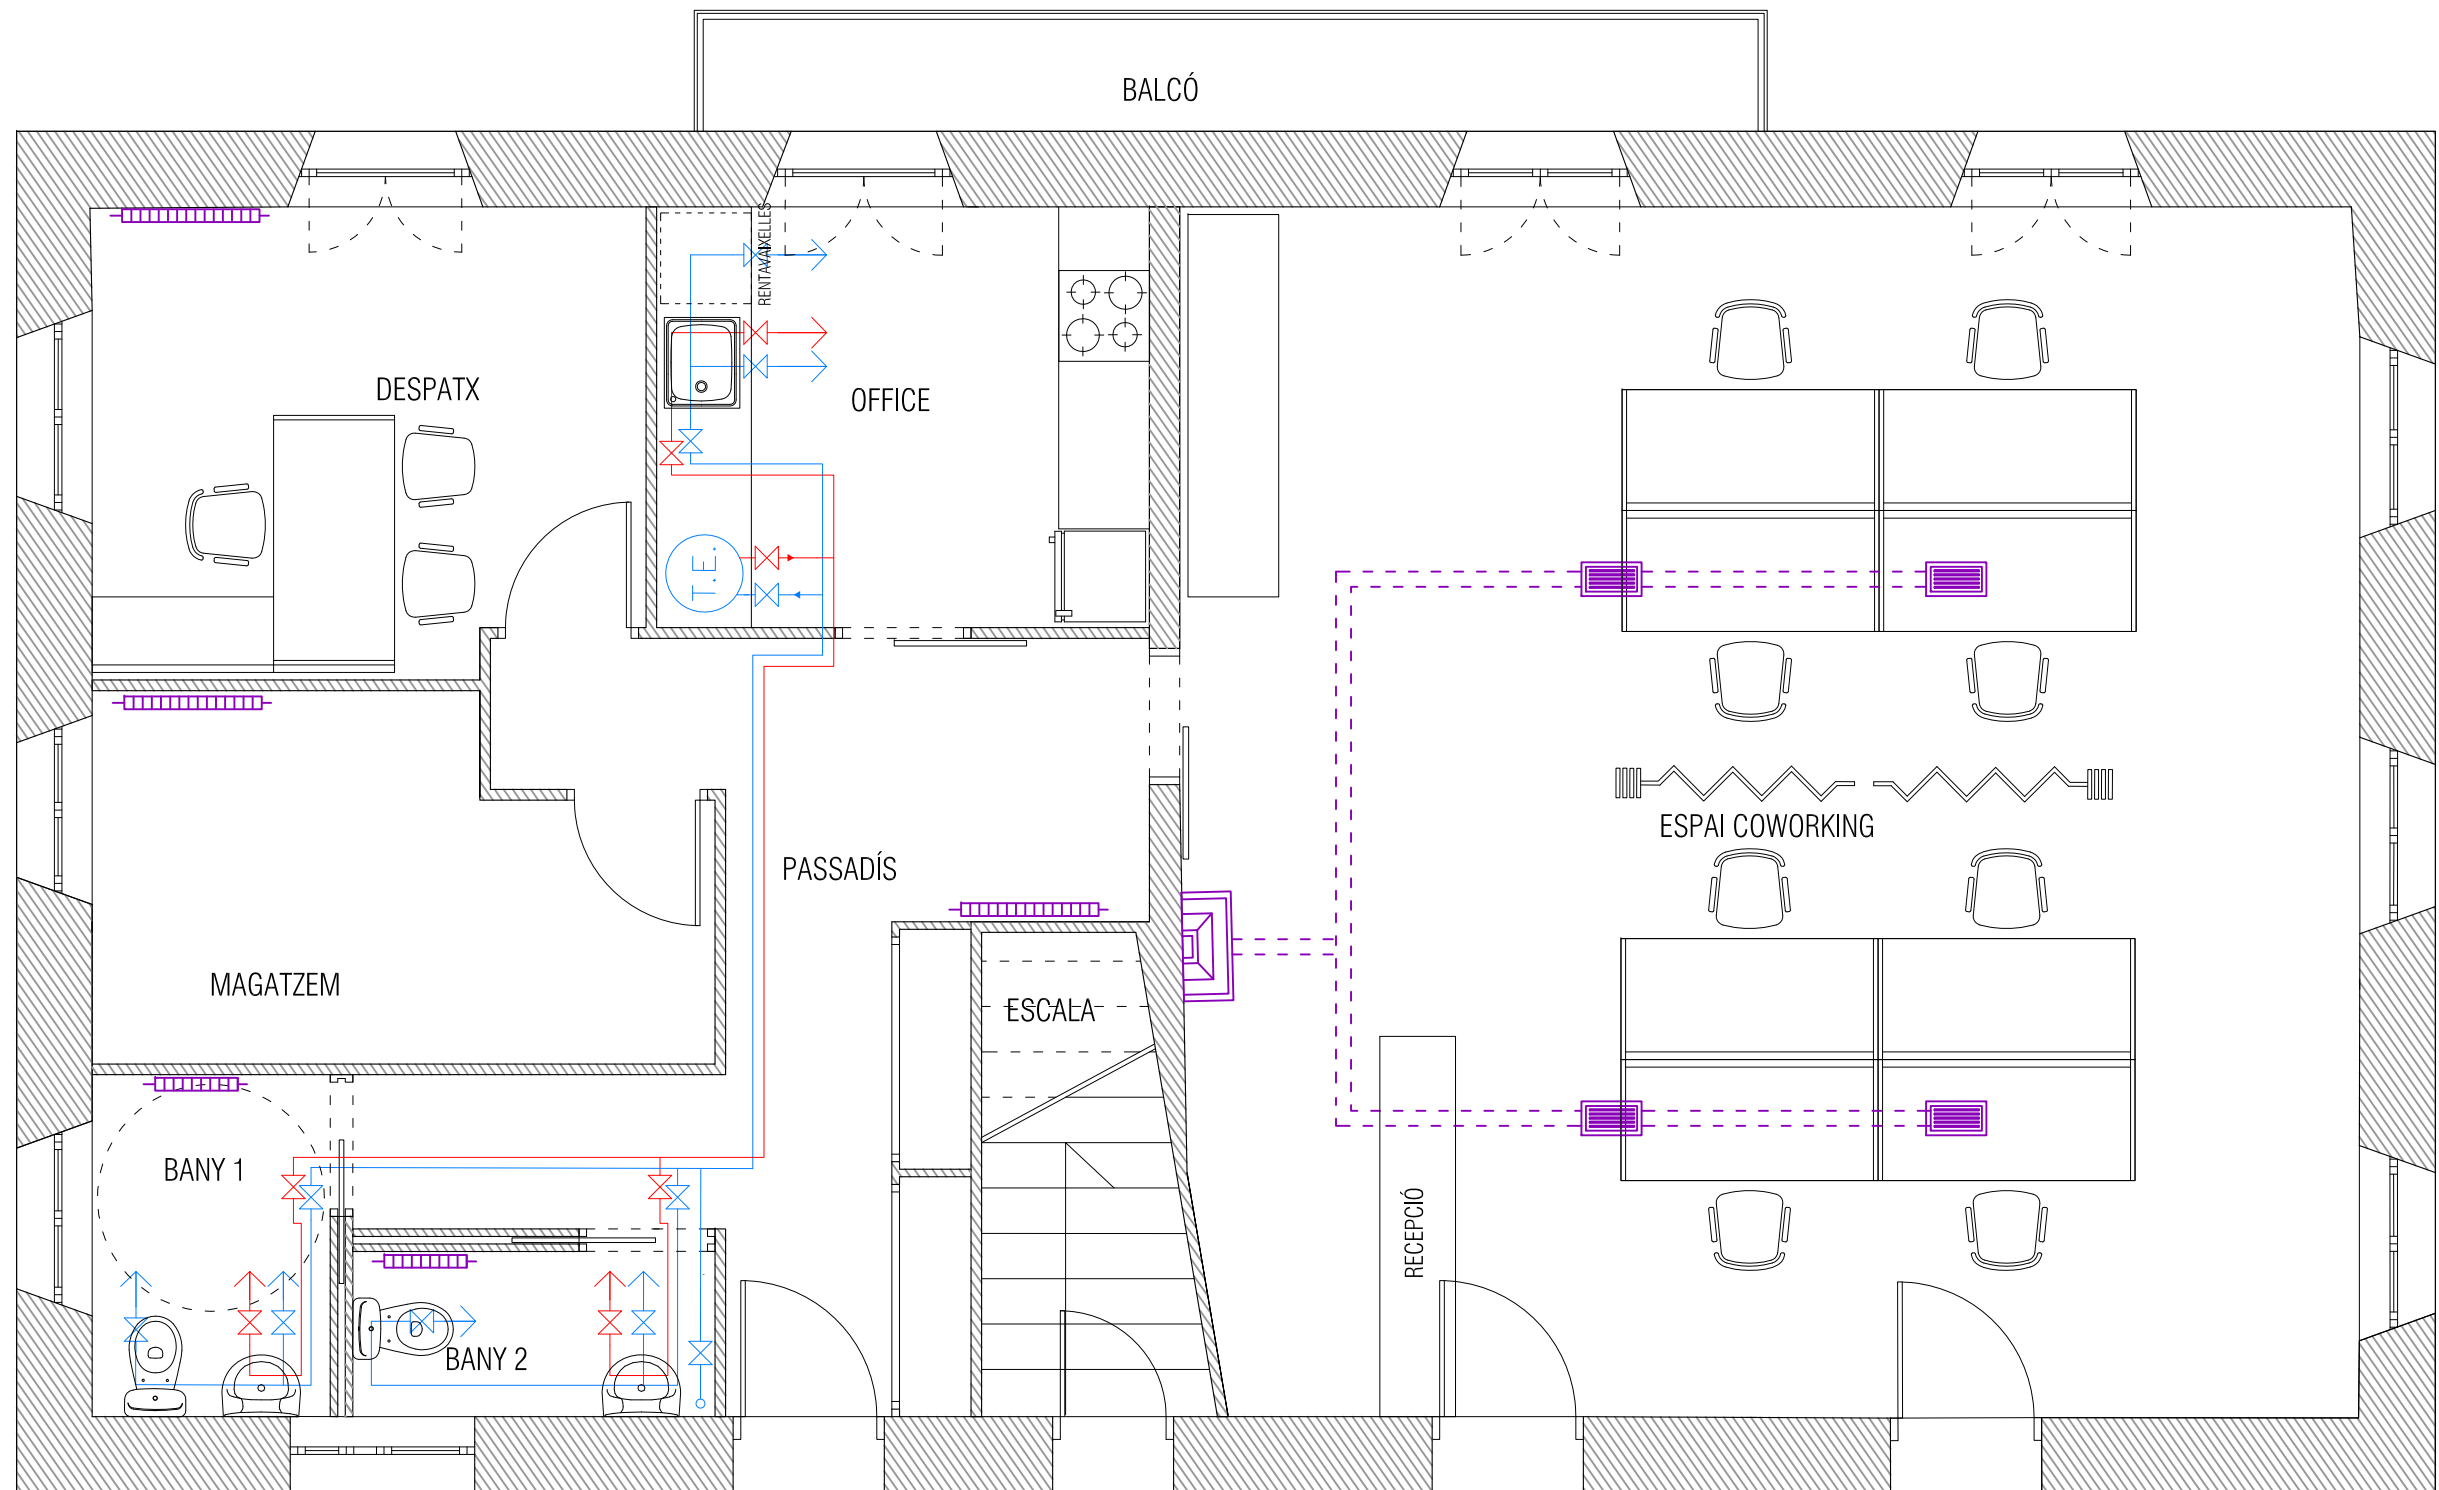 BALCÓ
RENTAVAIXELLES
DESPATX
OFFICE
T.E.
ESPAI COWORKING
PASSADÍS
MAGATZEM
ESCALA
BANY 1
RECEPCIÓ
BANY 2